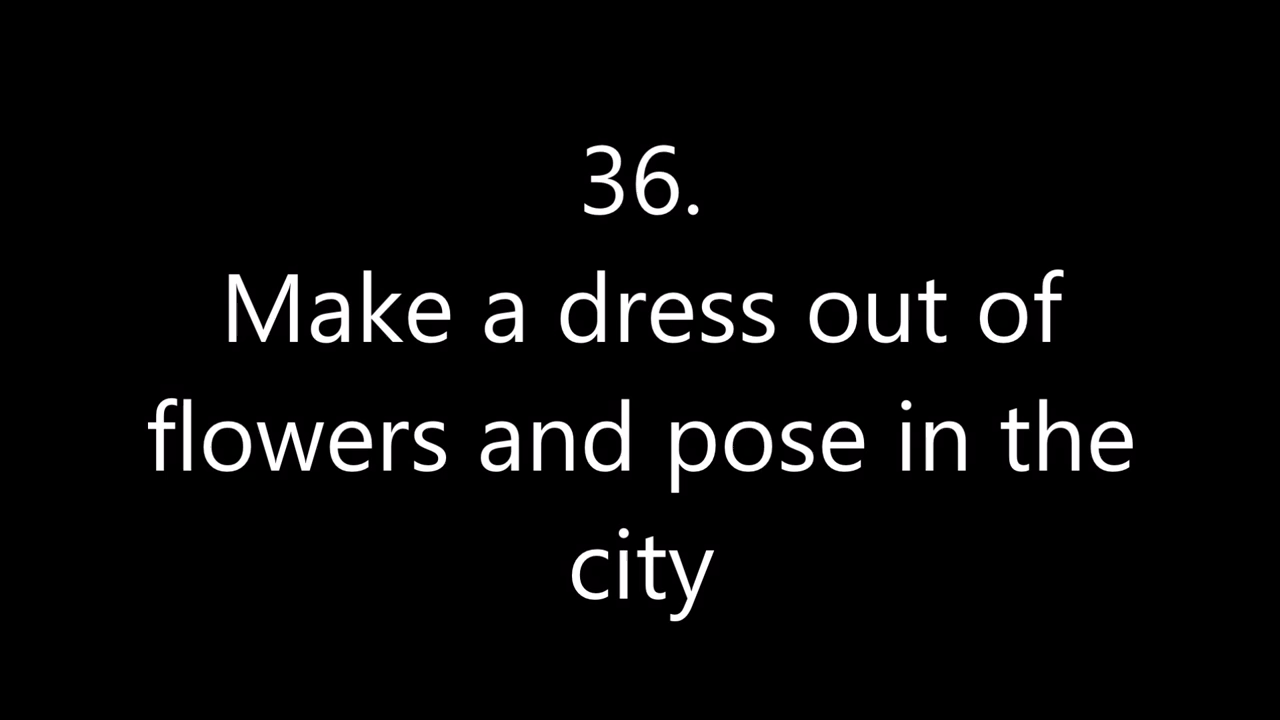 36.
Make a dress out of
flowers and pose in the
city